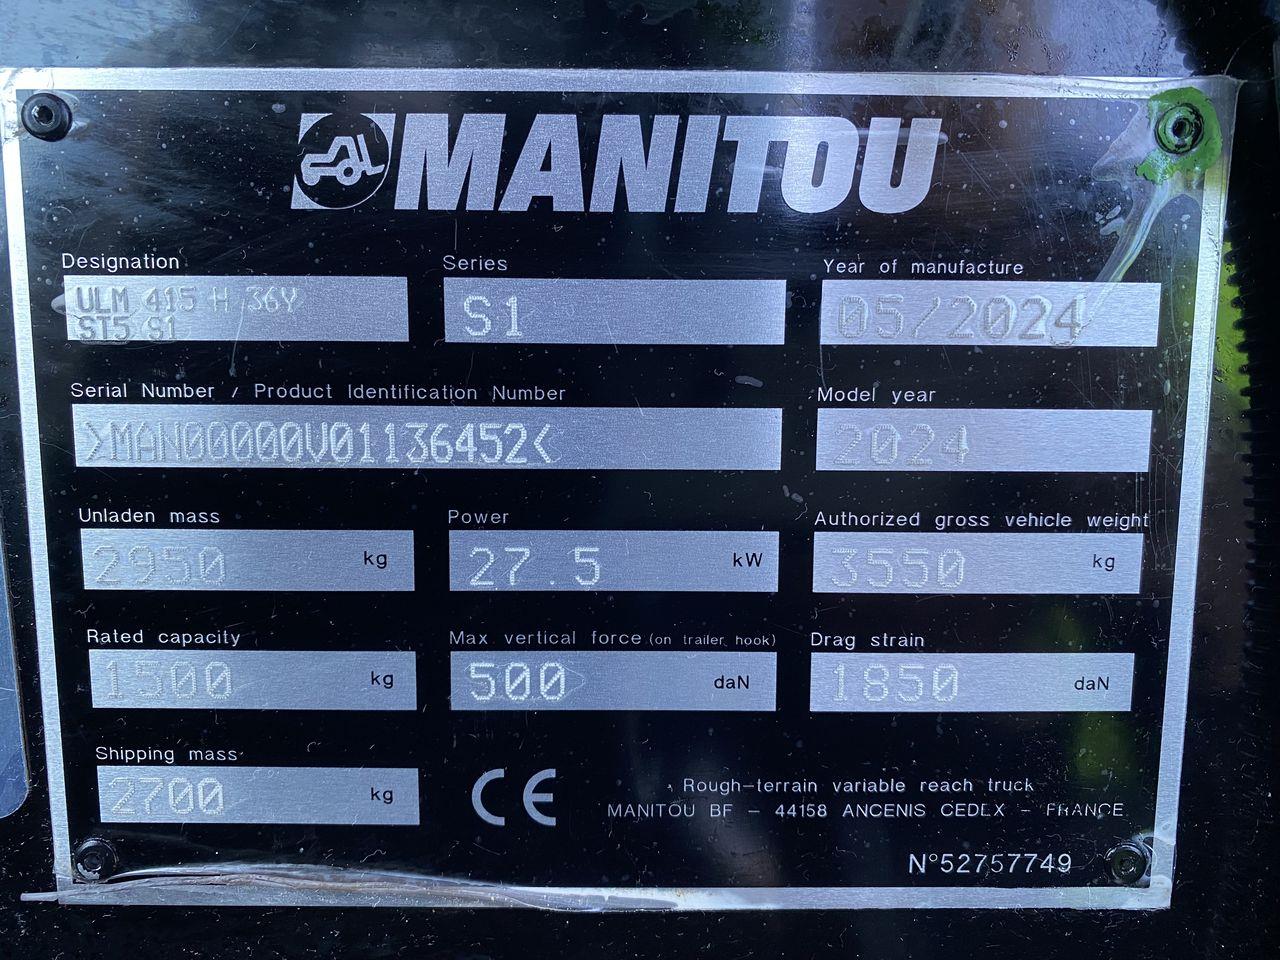 MANITOU
Designation
ULM 415 H 36Y
ST5 S1
Series
S1
Year of manufacture
05/2024
Serial Number / Product Identification Number
>MAN00000V01136452<
Model year
2024
Unladen mass
2950 kg
Power
27.5 kW
Authorized gross vehicle weight
3550 kg
Rated capacity
1500 kg
Max vertical force (on trailer hook)
500 daN
Drag strain
1850 daN
Shipping mass
2700 kg
CE
Rough-terrain variable reach truck
MANITOU BF - 44158 ANCENIS CEDEX - FRANCE
N°52757749